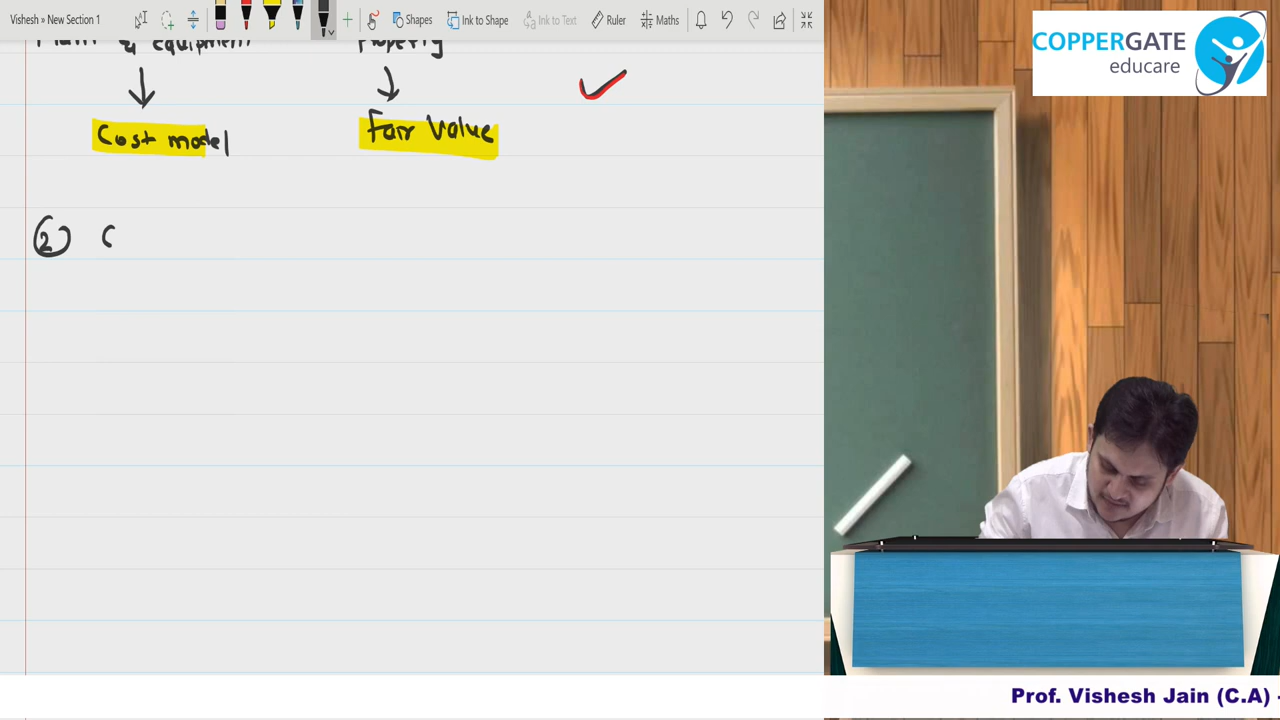 Vishesh » New Section 1
Shapes
Ink to Shape
Ink to Text
Ruler
Maths
& equipment
Property
Cost model
Fair Value
2 C
COPPERGATE
educare
Prof. Vishesh Jain (C.A) -